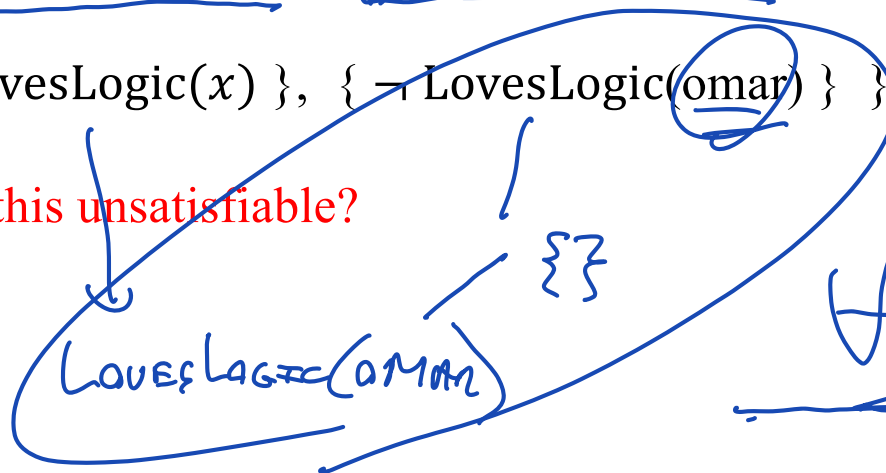 vesLogic(x) }, { ¬ LovesLogic(omar) } }
this unsatisfiable?
{}
∀
LOVESLOGIC(OMAR)